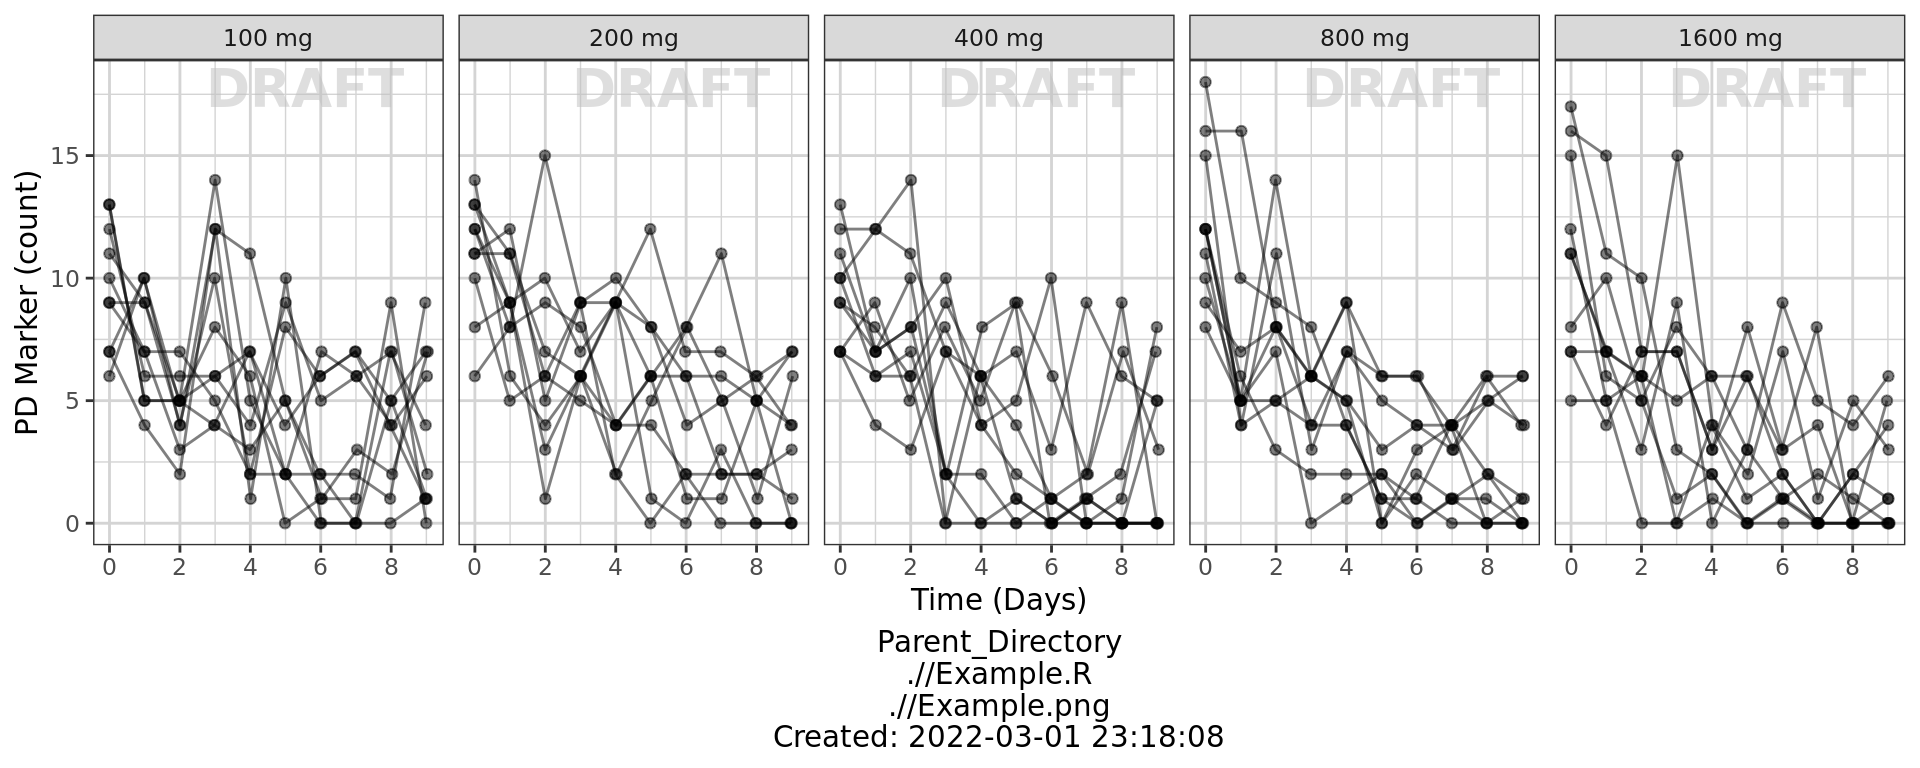 100 mg 200 mg 400 mg 800 mg 1600 mg
DRAFT DRAFT DRAFT DRAFT DRAFT
PD Marker (count)
15
10
5
0
0 2 4 6 8 0 2 4 6 8 0 2 4 6 8 0 2 4 6 8 0 2 4 6 8
Time (Days)
Parent_Directory
.//Example.R
.//Example.png
Created: 2022-03-01 23:18:08